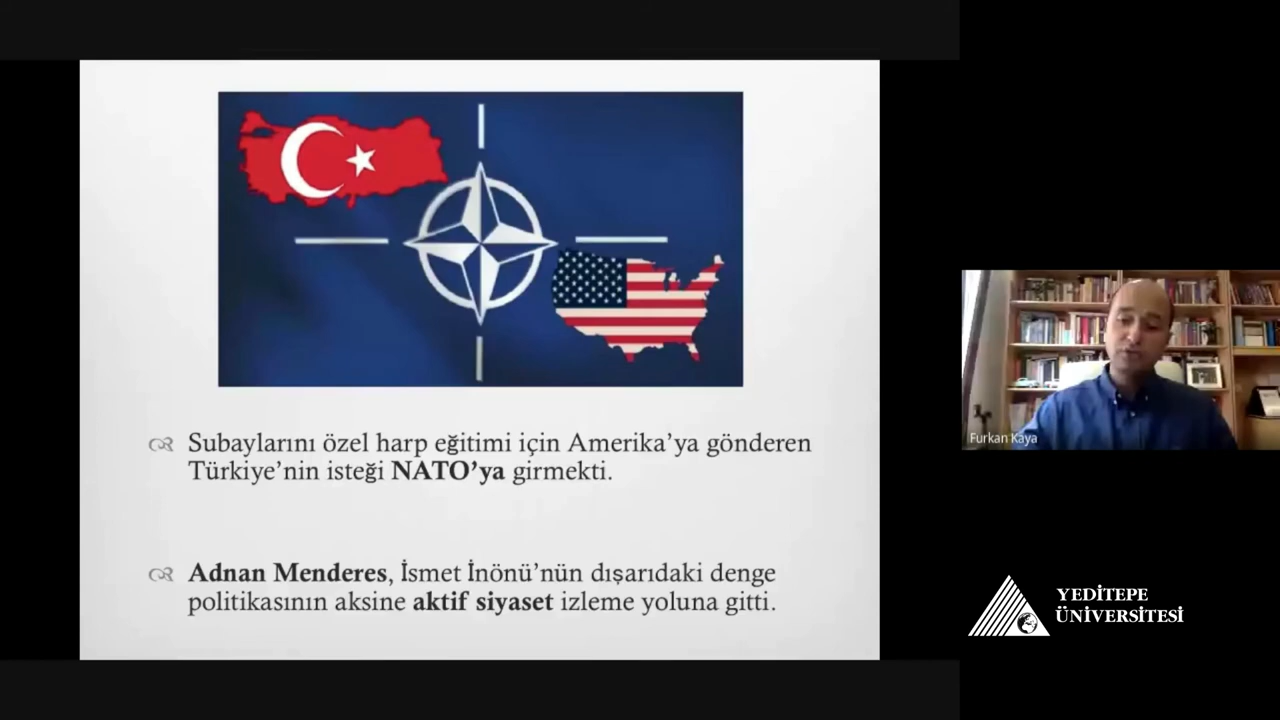 Subaylarını özel harp eğitimi için Amerika’ya gönderen
Türkiye’nin isteği NATO’ya girmekti.
Adnan Menderes, İsmet İnönü’nün dışarıdaki denge
politikasının aksine aktif siyaset izleme yoluna gitti.
Furkan Kaya
YEDİTEPE
ÜNİVERSİTESİ